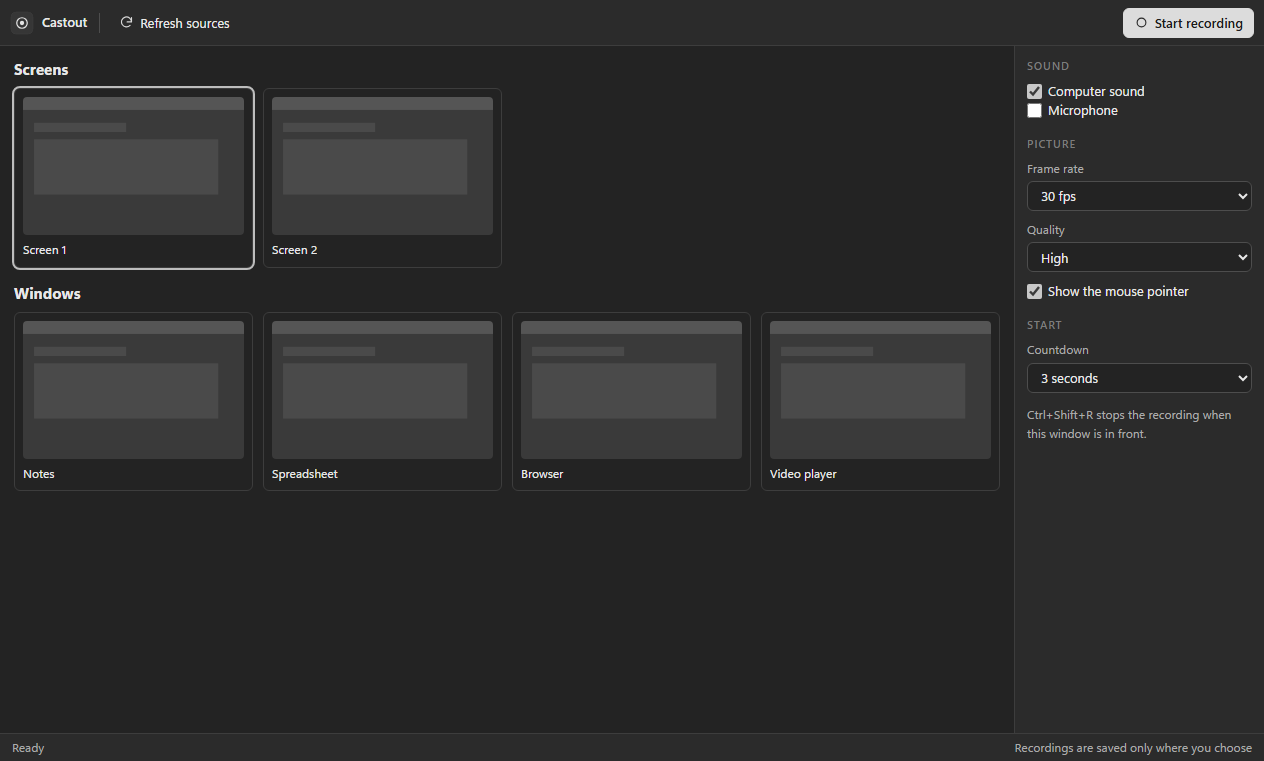 Castout
Refresh sources
Start recording
Screens
Screen 1
Screen 2
Windows
Notes
Spreadsheet
Browser
Video player
SOUND
Computer sound
Microphone
PICTURE
Frame rate
30 fps
Quality
High
Show the mouse pointer
START
Countdown
3 seconds
Ctrl+Shift+R stops the recording when
this window is in front.
Ready
Recordings are saved only where you choose